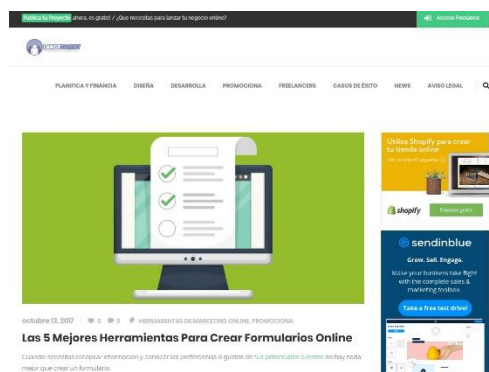 Publica tu Proyecto ahora, es gratis! / ¿Que necesitas para lanzar tu negocio online?
Acceso Freelance
PLANIFICA Y FINANCIA DISEÑA DESARROLLA PROMOCIONA FREELANCERS CASOS DE ÉXITO NEWS AVISO LEGAL
Utiliza Shopify para crear
tu tienda online
shopify
Empieza gratis
sendinblue
Grow. Sell. Engage.
Make your business take flight
with the complete sales &
marketing toolbox.
Take a free test drive!
octubre 13, 2017 0 0 HERRAMIENTAS DE MARKETING ONLINE, PROMOCIONA
Las 5 Mejores Herramientas Para Crear Formularios Online
Cuando necesitas recopilar información y conocer las preferencias o gustos de tus potenciales clientes no hay nada
mejor que crear un formulario.